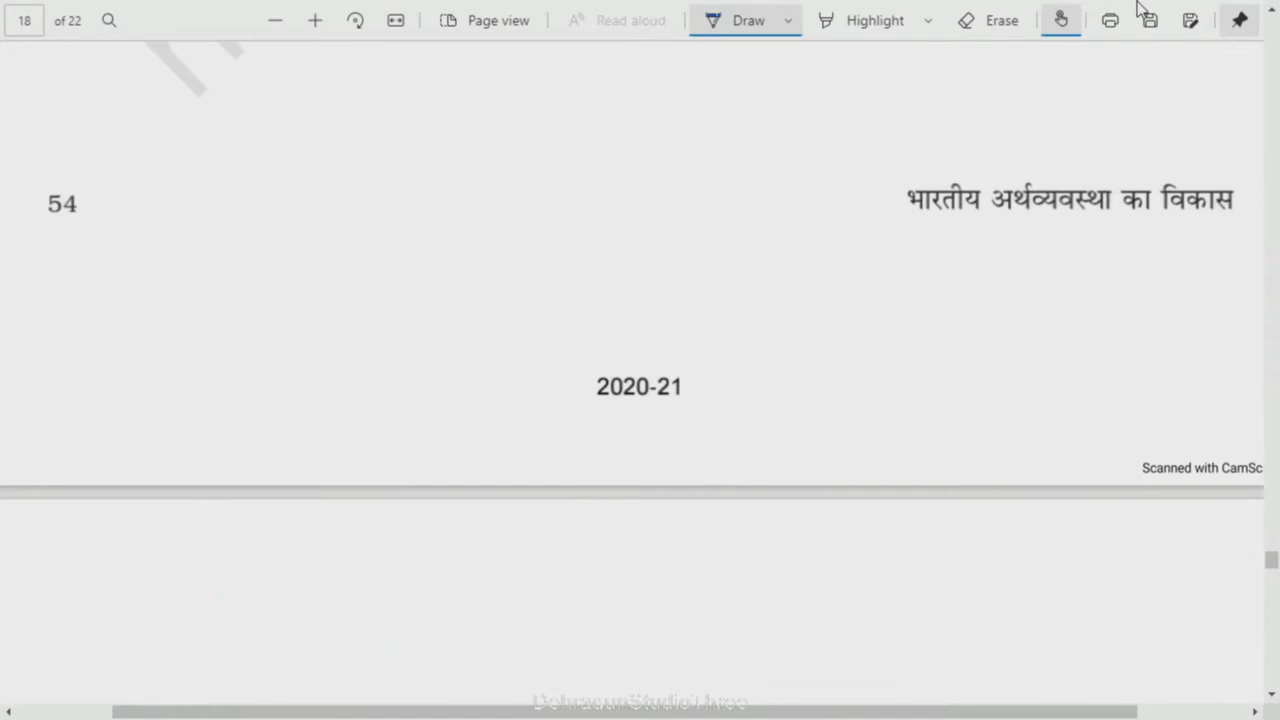 18 of 22 Page view Read aloud Draw Highlight Erase
54 भारतीय अर्थव्यवस्था का विकास
2020-21
Scanned with CamSc